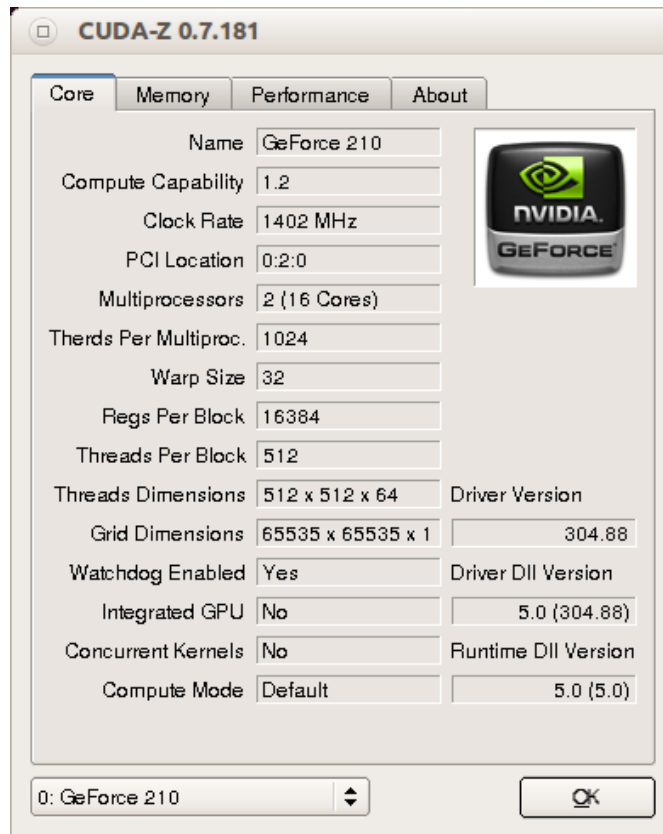 CUDA-Z 0.7.181
Core Memory Performance About
Name GeForce 210
Compute Capability 1.2
Clock Rate 1402 MHz
PCI Location 0:2:0
Multiprocessors 2 (16 Cores)
Therds Per Multiproc. 1024
Warp Size 32
Regs Per Block 16384
Threads Per Block 512
Threads Dimensions 512 x 512 x 64
Grid Dimensions 65535 x 65535 x 1
Watchdog Enabled Yes
Integrated GPU No
Concurrent Kernels No
Compute Mode Default
NVIDIA.
GEFORCE
Driver Version
304.88
Driver Dll Version
5.0 (304.88)
Runtime Dll Version
5.0 (5.0)
0: GeForce 210
OK